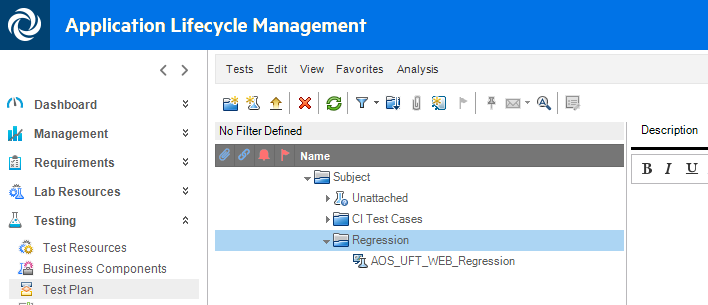 Application Lifecycle Management
Tests Edit View Favorites Analysis
Dashboard
Management
Requirements
Lab Resources
Testing
Test Resources
Business Components
Test Plan
No Filter Defined
Name
Subject
Unattached
CI Test Cases
Regression
AOS_UFT_WEB_Regression
Description
B I U